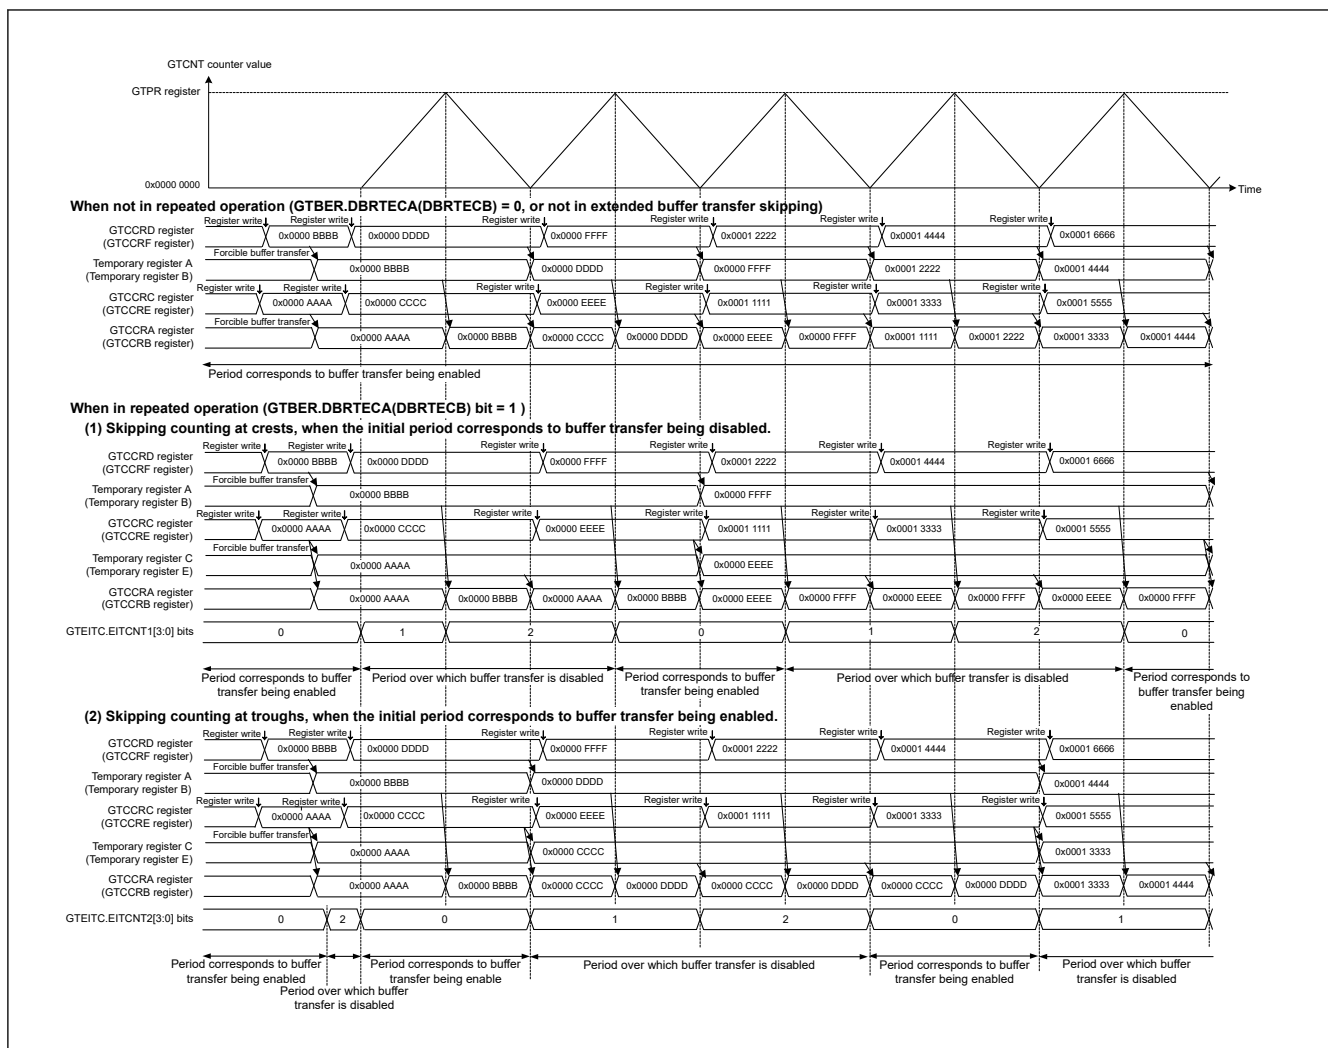 GTCNT counter value
GTPR register
0x0000 0000
Time
When not in repeated operation (GTBER.DBRTECA(DBRTECB) = 0, or not in extended buffer transfer skipping)
Register write Register write Register write Register write Register write Register write
GTCCRD register
(GTCCRF register)
0x0000 BBBB 0x0000 DDDD 0x0000 FFFF 0x0001 2222 0x0001 4444 0x0001 6666
Forcible buffer transfer
Temporary register A
(Temporary register B)
0x0000 BBBB 0x0000 DDDD 0x0000 FFFF 0x0001 2222 0x0001 4444
Register write Register write Register write Register write Register write Register write
GTCCRC register
(GTCCRE register)
0x0000 AAAA 0x0000 CCCC 0x0000 EEEE 0x0001 1111 0x0001 3333 0x0001 5555
Forcible buffer transfer
GTCCRA register
(GTCCRB register)
0x0000 AAAA 0x0000 BBBB 0x0000 CCCC 0x0000 DDDD 0x0000 EEEE 0x0000 FFFF 0x0001 1111 0x0001 2222 0x0001 3333 0x0001 4444
Period corresponds to buffer transfer being enabled
When in repeated operation (GTBER.DBRTECA(DBRTECB) bit = 1 )
(1) Skipping counting at crests, when the initial period corresponds to buffer transfer being disabled.
Register write Register write Register write Register write Register write Register write
GTCCRD register
(GTCCRF register)
0x0000 BBBB 0x0000 DDDD 0x0000 FFFF 0x0001 2222 0x0001 4444 0x0001 6666
Forcible buffer transfer
Temporary register A
(Temporary register B)
0x0000 BBBB 0x0000 FFFF
Register write Register write Register write Register write Register write Register write
GTCCRC register
(GTCCRE register)
0x0000 AAAA 0x0000 CCCC 0x0000 EEEE 0x0001 1111 0x0001 3333 0x0001 5555
Forcible buffer transfer
Temporary register C
(Temporary register E)
0x0000 AAAA 0x0000 EEEE
GTCCRA register
(GTCCRB register)
0x0000 AAAA 0x0000 BBBB 0x0000 AAAA 0x0000 BBBB 0x0000 EEEE 0x0000 FFFF 0x0000 EEEE 0x0000 FFFF 0x0000 EEEE 0x0000 FFFF
GTEITC.EITCNT1[3:0] bits 0 1 2 0 1 2 0
Period corresponds to buffer
transfer being enabled
Period over which buffer transfer is disabled
Period corresponds to buffer
transfer being enabled
Period over which buffer transfer is disabled
Period corresponds to
buffer transfer being
enabled
(2) Skipping counting at troughs, when the initial period corresponds to buffer transfer being enabled.
Register write Register write Register write Register write Register write Register write
GTCCRD register
(GTCCRF register)
0x0000 BBBB 0x0000 DDDD 0x0000 FFFF 0x0001 2222 0x0001 4444 0x0001 6666
Forcible buffer transfer
Temporary register A
(Temporary register B)
0x0000 BBBB 0x0000 DDDD 0x0001 4444
Register write Register write Register write Register write Register write Register write
GTCCRC register
(GTCCRE register)
0x0000 AAAA 0x0000 CCCC 0x0000 EEEE 0x0001 1111 0x0001 3333 0x0001 5555
Forcible buffer transfer
Temporary register C
(Temporary register E)
0x0000 AAAA 0x0000 CCCC 0x0001 3333
GTCCRA register
(GTCCRB register)
0x0000 AAAA 0x0000 BBBB 0x0000 CCCC 0x0000 DDDD 0x0000 CCCC 0x0000 DDDD 0x0000 CCCC 0x0000 DDDD 0x0001 3333 0x0001 4444
GTEITC.EITCNT2[3:0] bits 0 2 0 1 2 0 1
Period corresponds to buffer
transfer being enabled
Period over which buffer
transfer is disabled
Period corresponds to buffer
transfer being enable
Period over which buffer transfer is disabled
Period corresponds to buffer
transfer being enabled
Period over which buffer
transfer is disabled